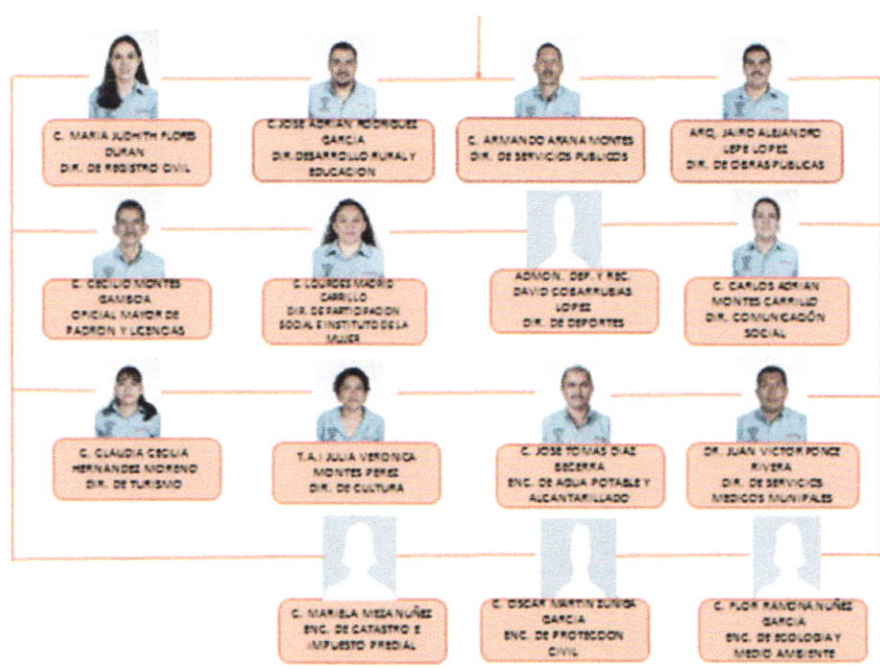 C. MARIA JUDHITH FLORES
DURAN
DIR. DE REGISTRO CIVIL
C.JOSE ADRIAN RODRIGUEZ
GARCIA
DIR.DESARROLLO RURAL Y
EDUCACION
C. ARMANDO ARANA MONTES
DIR. DE SERVICIOS PUBLICOS
ARQ. JAIRO ALEJANDRO
LEPE LOPEZ
DIR. DE OBRAS PUBLICAS
C. CECILIO MONTES
GAMBOA
OFICIAL MAYOR DE
PADRON Y LICENCIAS
C. LOURDES MADRID
CARRILLO
DIR. DE PARTICIPACION
SOCIAL E INSTITUTO DE LA
MUJER
ADMON. DEP. Y REC.
DAVID COBARRUBIAS
LOPEZ
DIR. DE DEPORTES
C. CARLOS ADRIAN
MONTES CARRILLO
DIR. COMUNICACIÓN
SOCIAL
C. CLAUDIA CECILIA
HERNANDEZ MORENO
DIR. DE TURISMO
T.A.I JULIA VERONICA
MONTES PEREZ
DIR. DE CULTURA
C. JOSE TOMAS DIAZ
BECERRA
ENC. DE AGUA POTABLE Y
ALCANTARILLADO
DR. JUAN VICTOR PONCE
RIVERA
DIR. DE SERVICIOS
MEDICOS MUNIPALES
C. MARIELA MEZA NUÑEZ
ENC. DE CATASTRO E
IMPUESTO PREDIAL
C. OSCAR MARTIN ZUÑIGA
GARCIA
ENC. DE PROTECCION
CIVIL
C. FLOR RAMONA NUÑEZ
GARCIA
ENC. DE ECOLOGIA Y
MEDIO AMBIENTE